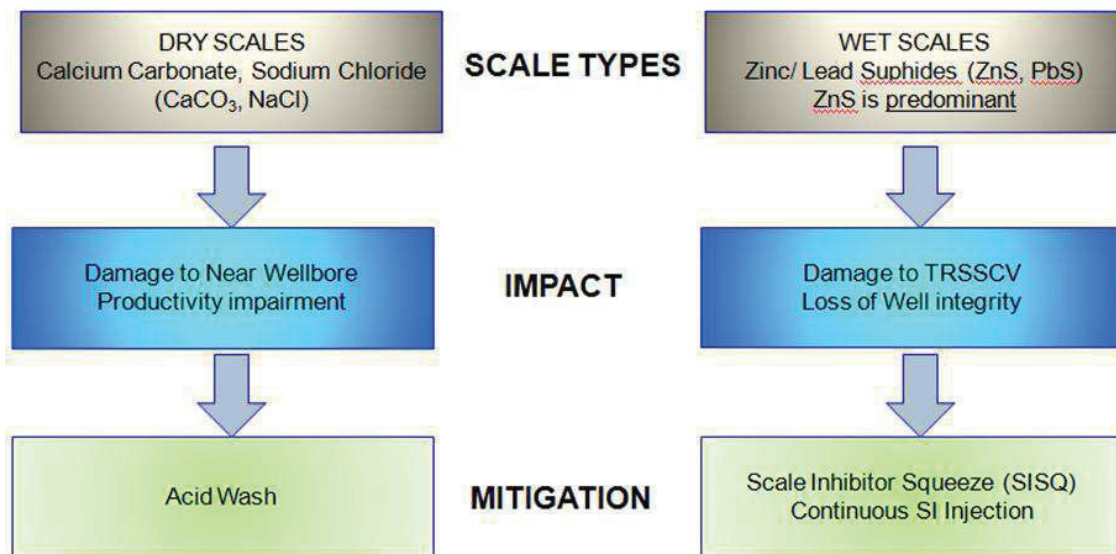 DRY SCALES
Calcium Carbonate, Sodium Chloride
(CaCO₃, NaCl)
SCALE TYPES
WET SCALES
Zinc/ Lead Suphides (ZnS, PbS)
ZnS is predominant
Damage to Near Wellbore
Productivity impairment
IMPACT
Damage to TRSSCV
Loss of Well integrity
Acid Wash
MITIGATION
Scale Inhibitor Squeeze (SISQ)
Continuous SI Injection